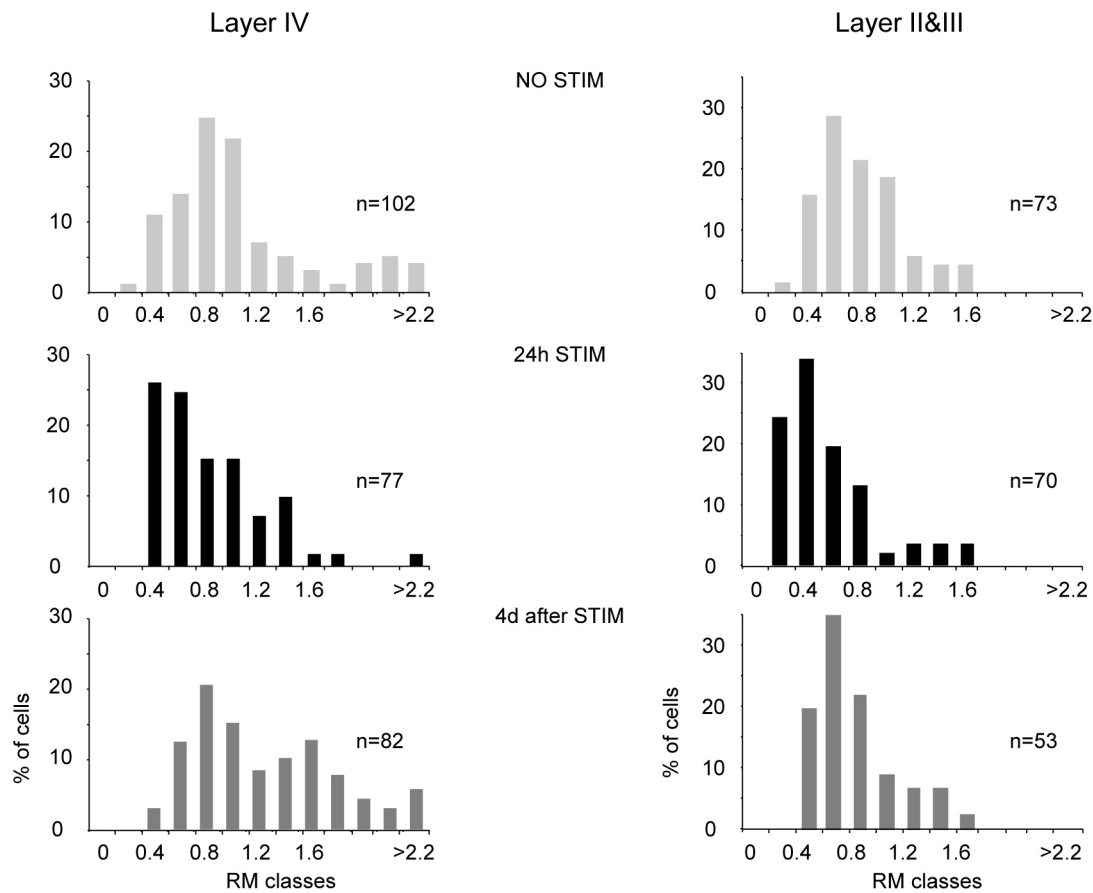 Layer IV
Layer II&III
NO STIM
30
20
10
0
n=102
0 0.4 0.8 1.2 1.6 >2.2
30
20
10
0
n=73
0 0.4 0.8 1.2 1.6 >2.2
24h STIM
30
20
10
0
n=77
0 0.4 0.8 1.2 1.6 >2.2
30
20
10
0
n=70
0 0.4 0.8 1.2 1.6 >2.2
4d after STIM
% of cells
30
20
10
0
n=82
0 0.4 0.8 1.2 1.6 >2.2
RM classes
% of cells
30
20
10
0
n=53
0 0.4 0.8 1.2 1.6 >2.2
RM classes